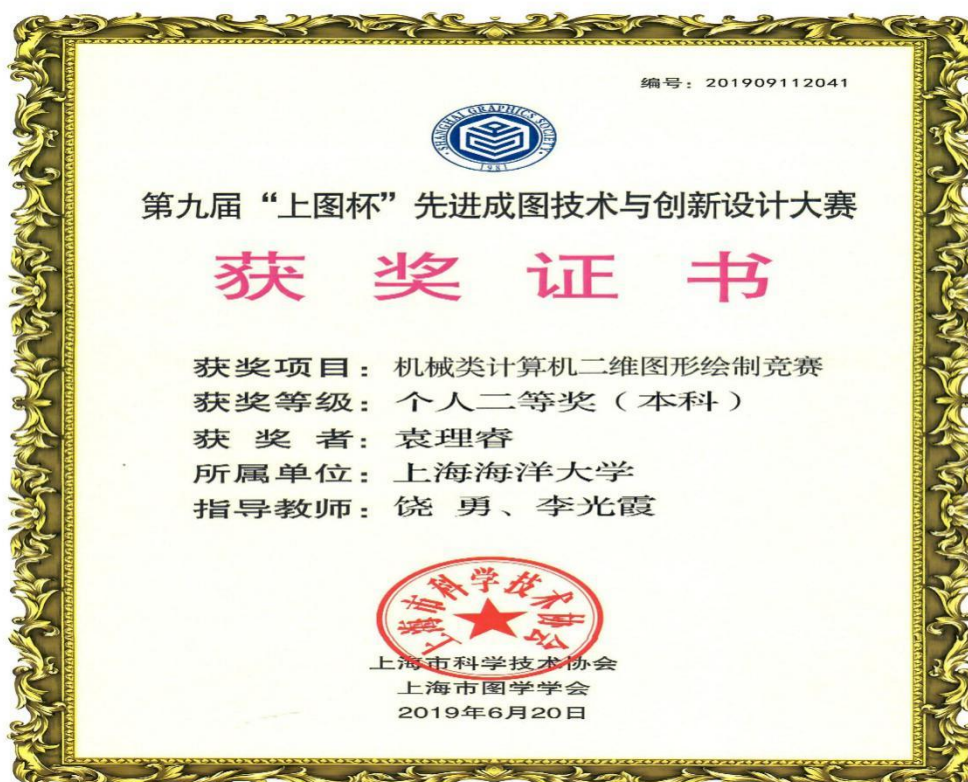 编号：201909112041
SHANGHAI GRAPHICS SOCIETY
1981
第九届“上图杯”先进成图技术与创新设计大赛
获奖证书
获奖项目：机械类计算机二维图形绘制竞赛
获奖等级：个人二等奖（本科）
获奖者：袁理睿
所属单位：上海海洋大学
指导教师：饶 勇、李光霞
上海市科学技术协会
上海市科学技术协会
上海市图学学会
2019年6月20日